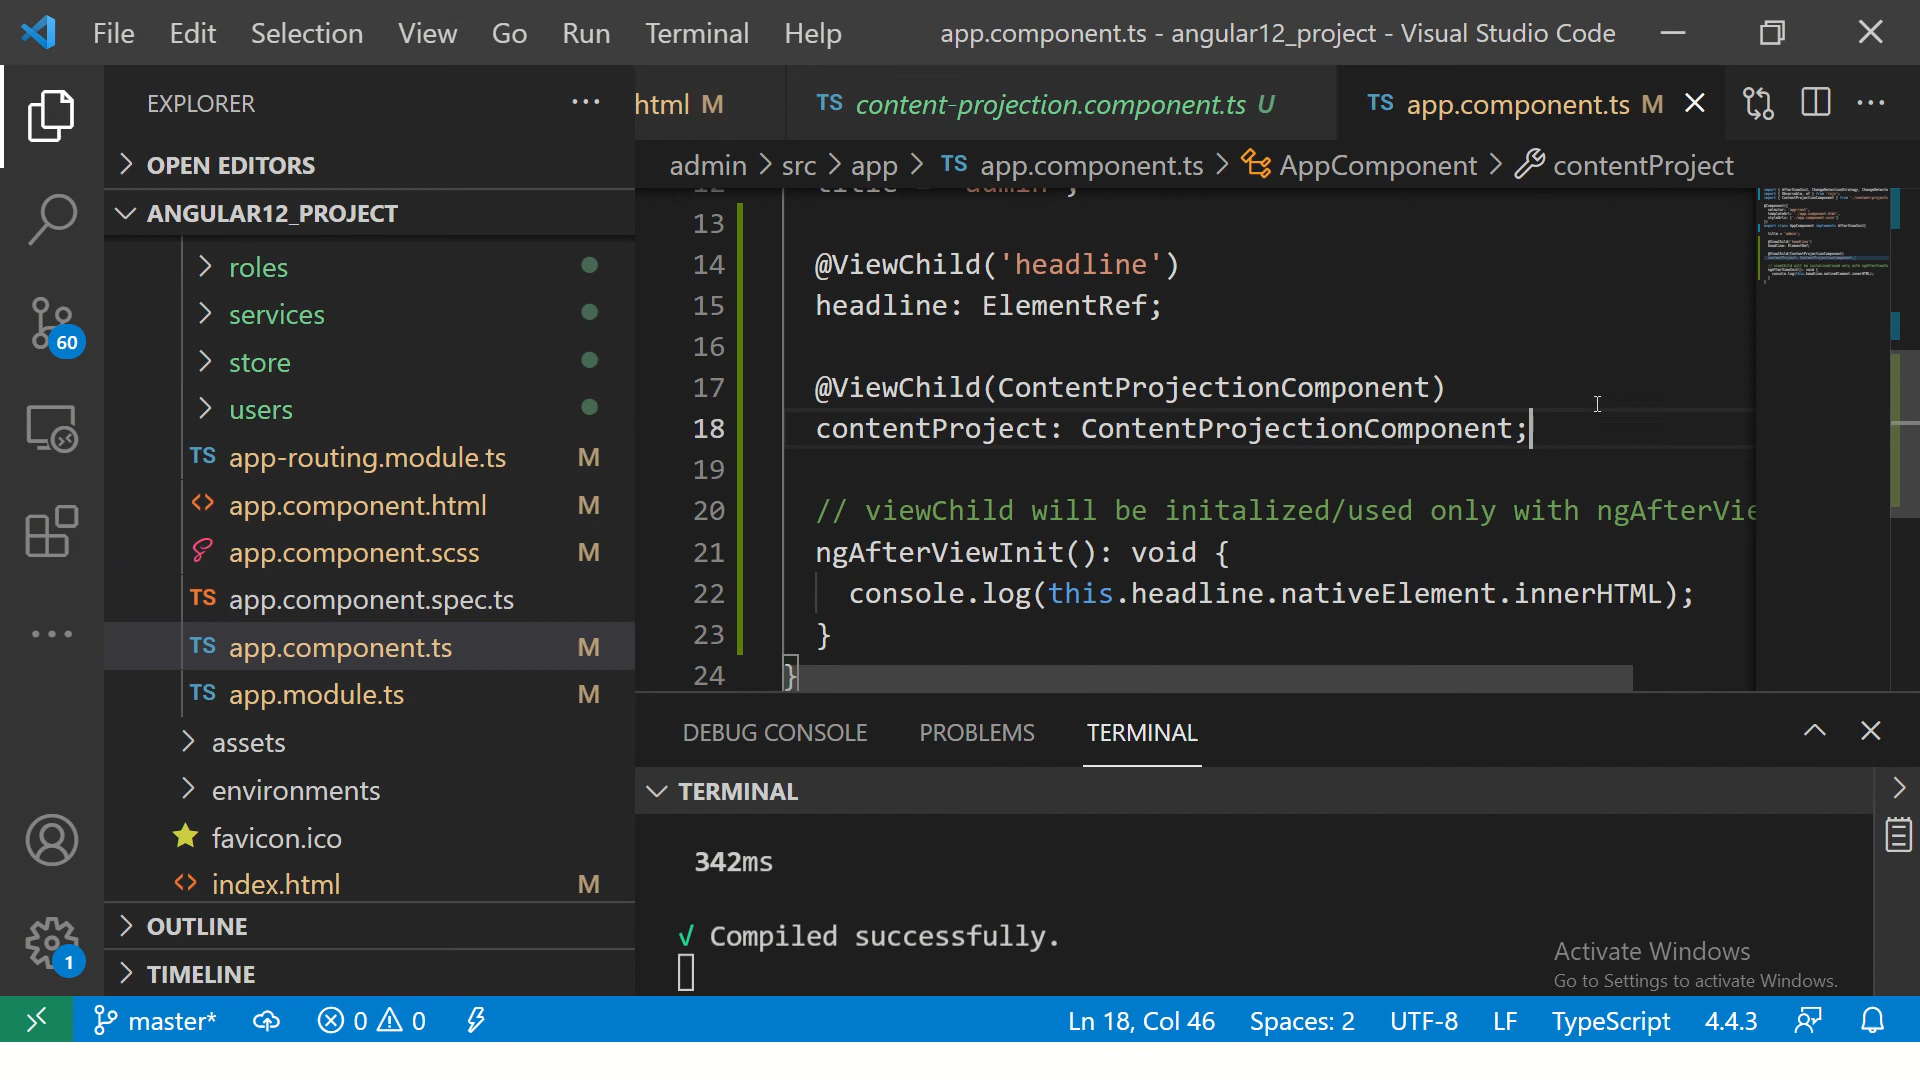 File Edit Selection View Go Run Terminal Help app.component.ts - angular12_project - Visual Studio Code
EXPLORER
OPEN EDITORS
ANGULAR12_PROJECT
roles
services
store
users
TS app-routing.module.ts M
<> app.component.html M
app.component.scss M
TS app.component.spec.ts
TS app.component.ts M
TS app.module.ts M
assets
environments
favicon.ico
<> index.html M
OUTLINE
TIMELINE
60
1
html M TS content-projection.component.ts U TS app.component.ts M
admin > src > app > TS app.component.ts > AppComponent > contentProject
12 title = 'admin';
13
14 @ViewChild('headline')
15 headline: ElementRef;
16
17 @ViewChild(ContentProjectionComponent)
18 contentProject: ContentProjectionComponent;
19
20 // viewChild will be initalized/used only with ngAfterVie
21 ngAfterViewInit(): void {
22 console.log(this.headline.nativeElement.innerHTML);
23 }
24 }
DEBUG CONSOLE PROBLEMS TERMINAL
TERMINAL
342ms
√ Compiled successfully.
Activate Windows
Go to Settings to activate Windows.
master* 0 0 Ln 18, Col 46 Spaces: 2 UTF-8 LF TypeScript 4.4.3